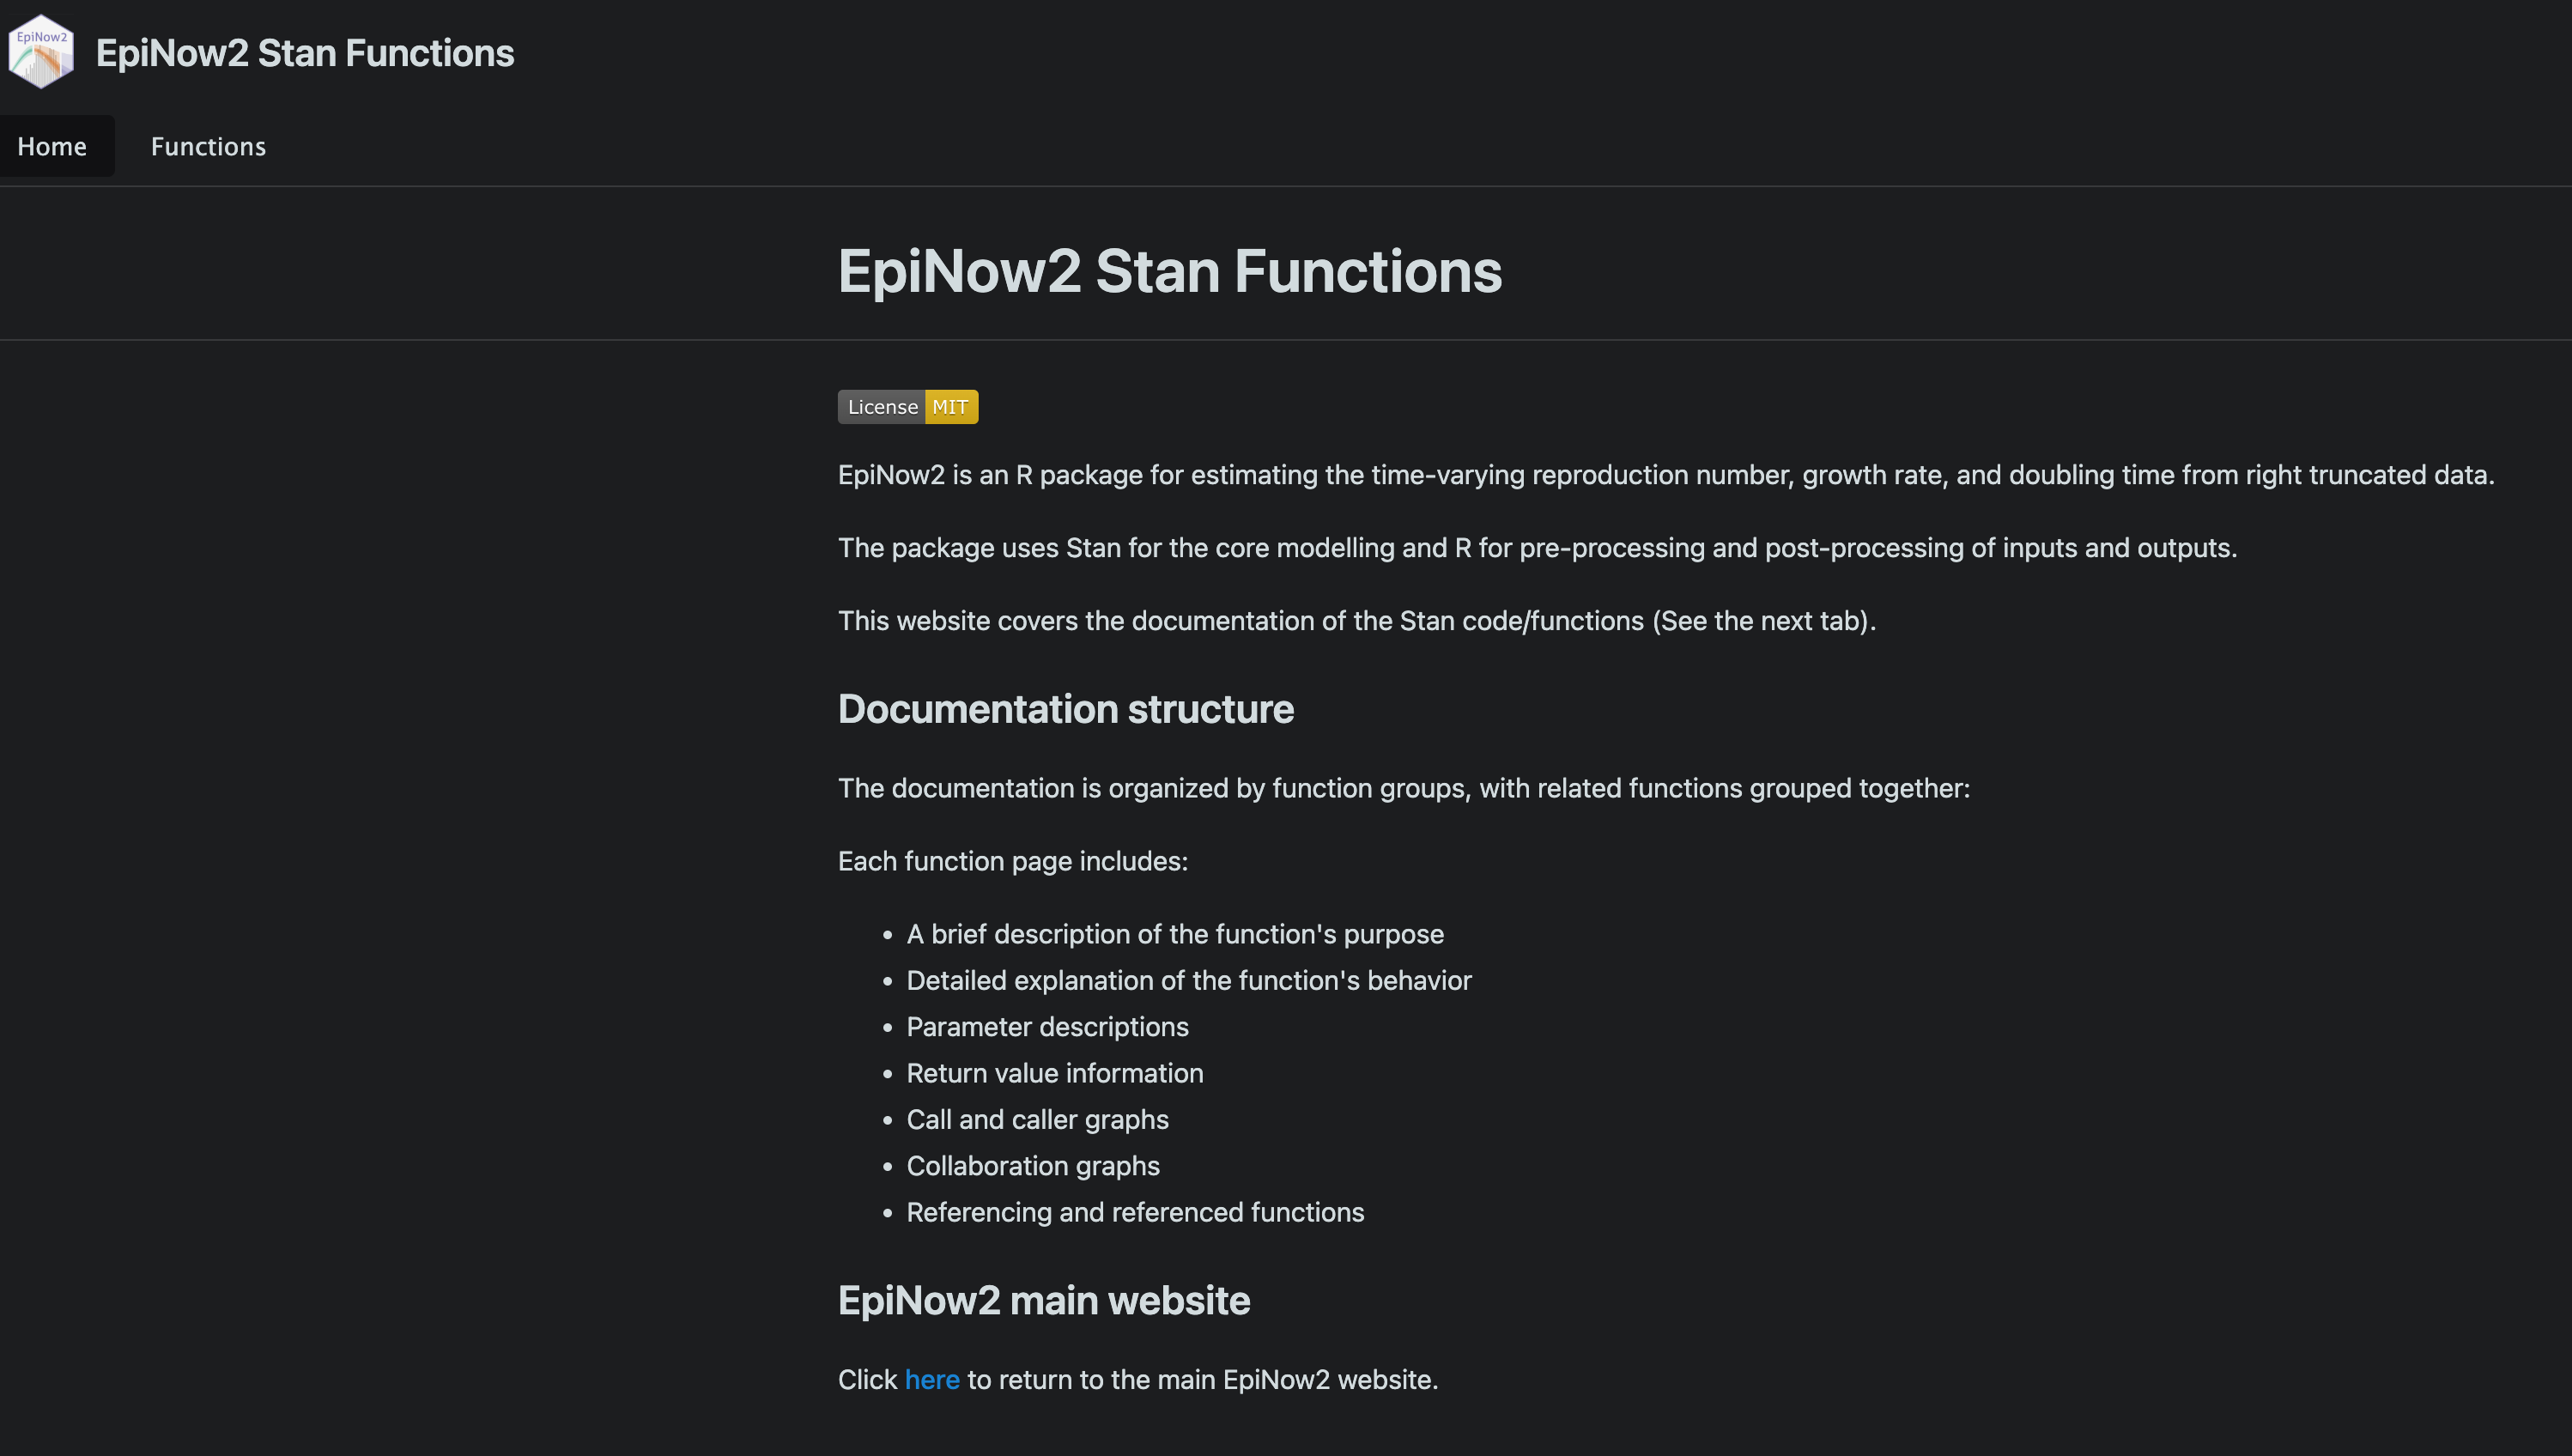 EpiNow2
EpiNow2 Stan Functions
Home
Functions
EpiNow2 Stan Functions
License MIT
EpiNow2 is an R package for estimating the time-varying reproduction number, growth rate, and doubling time from right truncated data.
The package uses Stan for the core modelling and R for pre-processing and post-processing of inputs and outputs.
This website covers the documentation of the Stan code/functions (See the next tab).
Documentation structure
The documentation is organized by function groups, with related functions grouped together:
Each function page includes:
• A brief description of the function's purpose
• Detailed explanation of the function's behavior
• Parameter descriptions
• Return value information
• Call and caller graphs
• Collaboration graphs
• Referencing and referenced functions
EpiNow2 main website
Click here to return to the main EpiNow2 website.